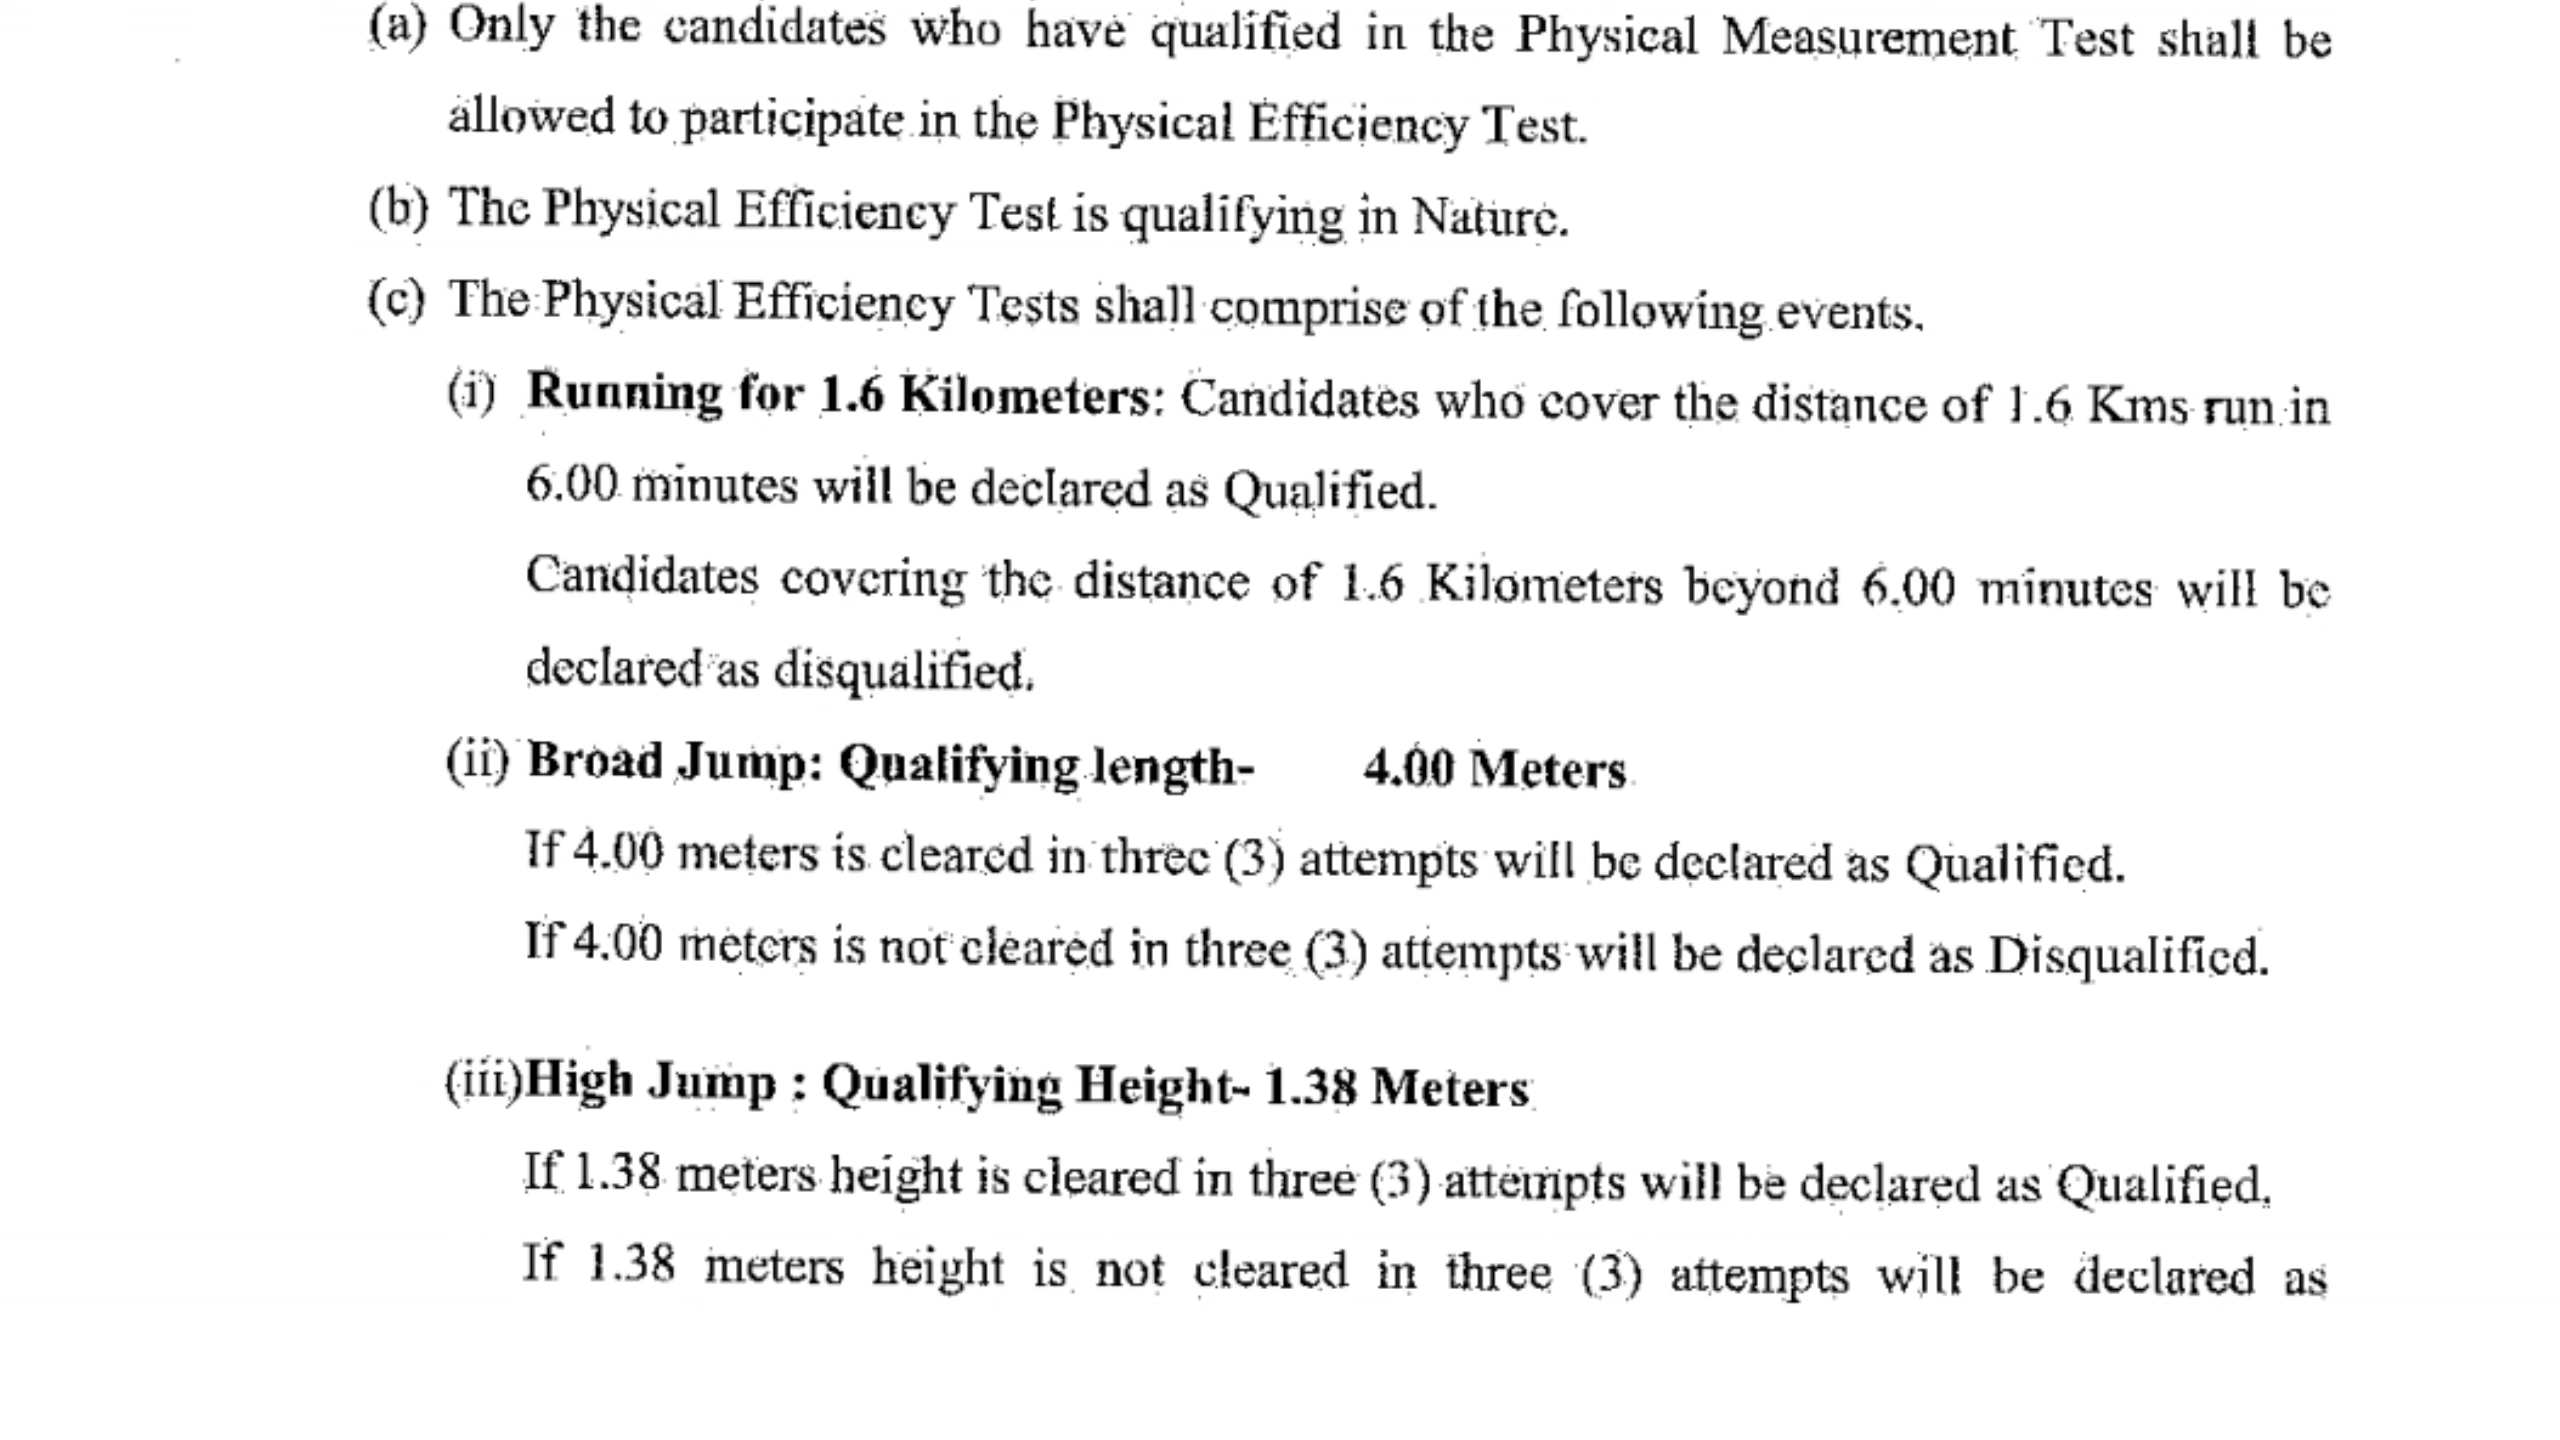 (a) Only the candidates who have qualified in the Physical Measurement Test shall be
allowed to participate in the Physical Efficiency Test.
(b) The Physical Efficiency Test is qualifying in Nature.
(c) The Physical Efficiency Tests shall comprise of the following events.
(i) Running for 1.6 Kilometers: Candidates who cover the distance of 1.6 Kms run in
6.00 minutes will be declared as Qualified.
Candidates covering the distance of 1.6 Kilometers beyond 6.00 minutes will be
declared as disqualified.
(ii) Broad Jump: Qualifying length- 4.00 Meters
If 4.00 meters is cleared in three (3) attempts will be declared as Qualified.
If 4.00 meters is not cleared in three (3) attempts will be declared as Disqualified.
(iii)High Jump : Qualifying Height- 1.38 Meters
If 1.38 meters height is cleared in three (3) attempts will be declared as Qualified.
If 1.38 meters height is not cleared in three (3) attempts will be declared as